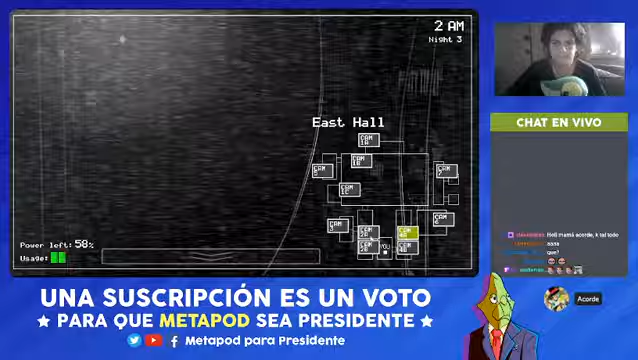 2 AM
Night 3
East Hall
CAM 1A
CAM 1B
CAM 5
CAM 7
CAM 1C
CAM 3
CAM 2A
CAM 4A
CAM 6
CAM 2B
YOU
CAM 4B
Power left: 58%
Usage:
CHAT EN VIVO
Heli mamá acorde, k tal todo
aaaa
que?
Acorde
UNA SUSCRIPCIÓN ES UN VOTO
PARA QUE METAPOD SEA PRESIDENTE
Metapod para Presidente